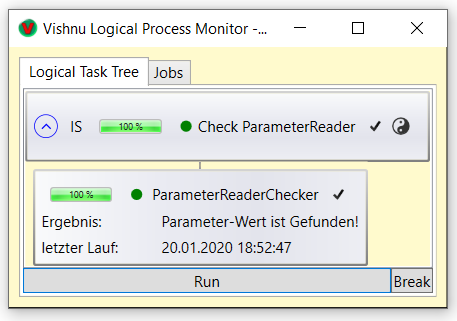 Vishnu Logical Process Monitor -...
Logical Task Tree Jobs
IS 100 % Check ParameterReader
100 % ParameterReaderChecker
Ergebnis: Parameter-Wert ist Gefunden!
letzter Lauf: 20.01.2020 18:52:47
Run Break